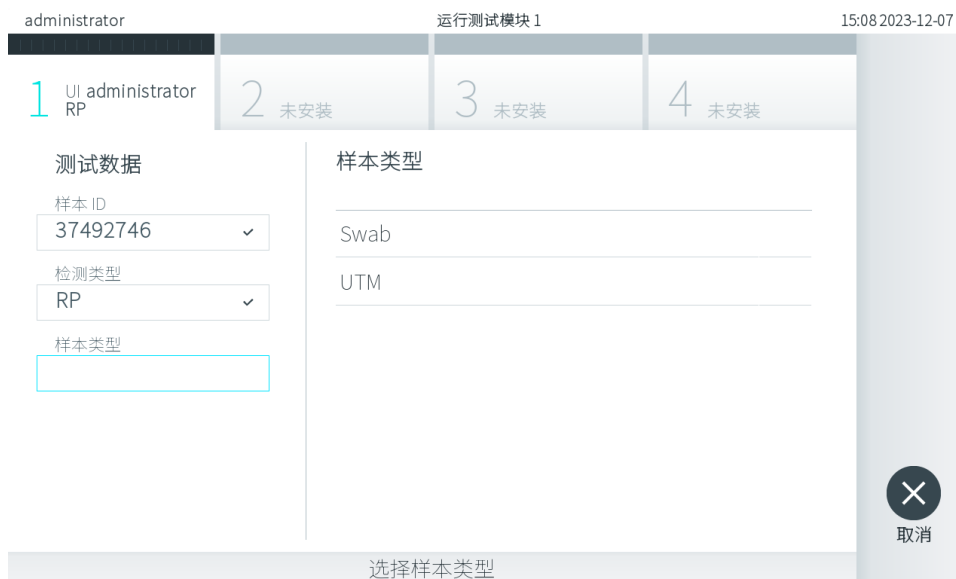 administrator
运行测试模块 1
15:08 2023-12-07
1 UI administrator
RP
2 未安装
3 未安装
4 未安装
测试数据
样本 ID
37492746
检测类型
RP
样本类型
样本类型
Swab
UTM
取消
选择样本类型